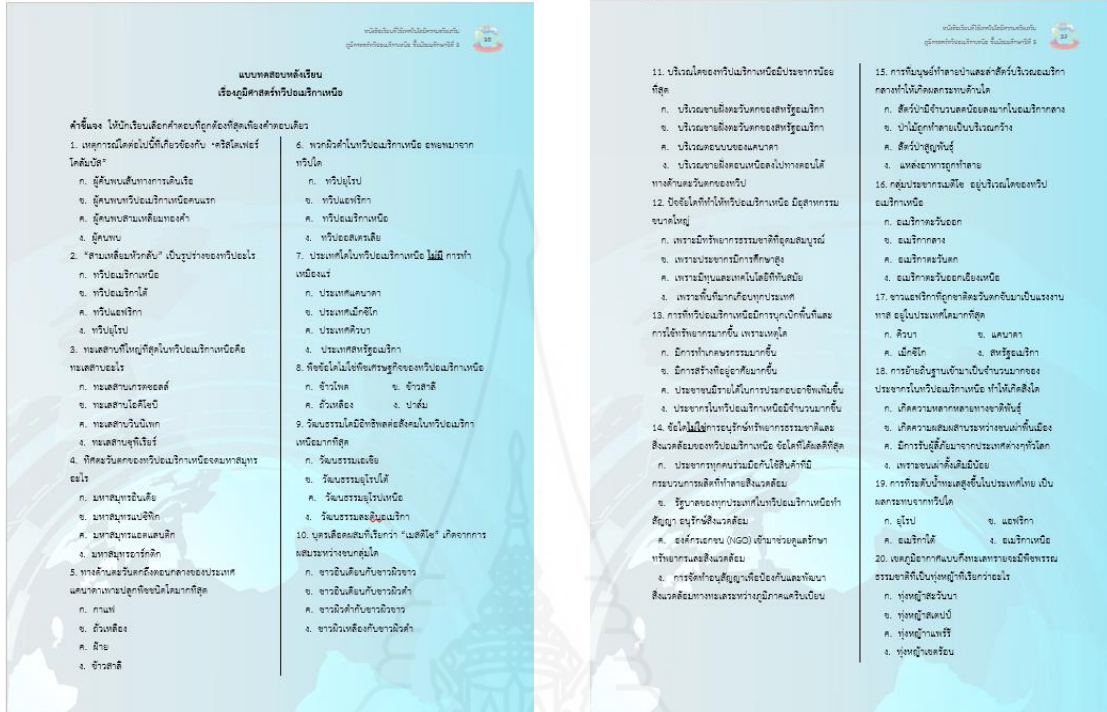 หนังสือเรียนที่ใช้เทคโนโลยีความจริงเสริม
ภูมิศาสตร์ทวีปอเมริกาเหนือ ชั้นมัธยมศึกษาปีที่ 3
แบบทดสอบหลังเรียน
เรื่องภูมิศาสตร์ทวีปอเมริกาเหนือ
คำชี้แจง ให้นักเรียนเลือกคำตอบที่ถูกต้องที่สุดเพียงคำตอบเดียว
1. เหตุการณ์ใดต่อไปนี้ที่เกี่ยวข้องกับ "คริสโตเฟอร์
โคลัมบัส"
ก. ผู้ค้นพบเส้นทางการเดินเรือ
ข. ผู้ค้นพบทวีปอเมริกาเหนือคนแรก
ค. ผู้ค้นพบสามเหลี่ยมทองคำ
ง. ผู้ค้นพบ
2. "สามเหลี่ยมหัวกลับ" เป็นรูปร่างของทวีปอะไร
ก. ทวีปอเมริกาเหนือ
ข. ทวีปอเมริกาใต้
ค. ทวีปแอฟริกา
ง. ทวีปยุโรป
3. ทะเลสาบที่ใหญ่ที่สุดในทวีปอเมริกาเหนือคือ
ทะเลสาบอะไร
ก. ทะเลสาบเกรตซอลต์
ข. ทะเลสาบโอคีโชบี
ค. ทะเลสาบวินนิเพก
ง. ทะเลสาบซุพีเรียร์
4. ทิศตะวันตกของทวีปอเมริกาเหนือจดมหาสมุทร
อะไร
ก. มหาสมุทรอินเดีย
ข. มหาสมุทรแปซิฟิก
ค. มหาสมุทรแอตแลนติก
ง. มหาสมุทรอาร์กติก
5. ทางด้านตะวันตกถึงตอนกลางของประเทศ
แคนาดาเพาะปลูกพืชชนิดใดมากที่สุด
ก. กาแฟ
ข. ถั่วเหลือง
ค. ฝ้าย
ง. ข้าวสาลี
6. พวกผิวดำในทวีปอเมริกาเหนือ อพยพมาจาก
ทวีปใด
ก. ทวีปยุโรป
ข. ทวีปแอฟริกา
ค. ทวีปอเมริกาเหนือ
ง. ทวีปออสเตรเลีย
7. ประเทศใดในทวีปอเมริกาเหนือ ไม่มี การทำ
เหมืองแร่
ก. ประเทศแคนาดา
ข. ประเทศเม็กซิโก
ค. ประเทศคิวบา
ง. ประเทศสหรัฐอเมริกา
8. พืชข้อใดไม่ใช่พืชเศรษฐกิจของทวีปอเมริกาเหนือ
ก. ข้าวโพด ข. ข้าวสาลี
ค. ถั่วเหลือง ง. ปาล์ม
9. วัฒนธรรมใดมีอิทธิพลต่อสังคมในทวีปอเมริกา
เหนือมากที่สุด
ก. วัฒนธรรมเอเชีย
ข. วัฒนธรรมยุโรปใต้
ค. วัฒนธรรมยุโรปเหนือ
ง. วัฒนธรรมละตินอเมริกา
10. บุตรเลือดผสมที่เรียกว่า "เมสติโซ" เกิดจากการ
ผสมระหว่างชนกลุ่มใด
ก. ชาวอินเดียนกับชาวผิวขาว
ข. ชาวอินเดียนกับชาวผิวดำ
ค. ชาวผิวดำกับชาวผิวขาว
ง. ชาวผิวเหลืองกับชาวผิวดำ
หนังสือเรียนที่ใช้เทคโนโลยีความจริงเสริม
ภูมิศาสตร์ทวีปอเมริกาเหนือ ชั้นมัธยมศึกษาปีที่ 3
11. บริเวณใดของทวีปอเมริกาเหนือมีประชากรน้อย
ที่สุด
ก. บริเวณชายฝั่งตะวันตกของสหรัฐอเมริกา
ข. บริเวณชายฝั่งตะวันตกของสหรัฐอเมริกา
ค. บริเวณตอนบนของแคนาดา
ง. บริเวณชายฝั่งตอนเหนือลงไปทางตอนใต้
ทางด้านตะวันตกของทวีป
12. ปัจจัยใดที่ทำให้ทวีปอเมริกาเหนือ มีอุสาหกรรม
ขนาดใหญ่
ก. เพราะมีทรัพยากรธรรมชาติที่อุดมสมบูรณ์
ข. เพราะประชากรมีการศึกษาสูง
ค. เพราะมีทุนและเทคโนโลยีที่ทันสมัย
ง. เพราะพื้นที่มากเกือบทุกประเทศ
13. การที่ทวีปอเมริกาเหนือมีการบุกเบิกพื้นที่และ
การใช้ทรัพยากรมากขึ้น เพราะเหตุใด
ก. มีการทำเกษตรกรรมมากขึ้น
ข. มีการสร้างที่อยู่อาศัยมากขึ้น
ค. ประชาชนมีรายได้ในการประกอบอาชีพเพิ่มขึ้น
ง. ประชากรในทวีปอเมริกาเหนือมีจำนวนมากขึ้น
14. ข้อใดไม่ใช่การอนุรักษ์ทรัพยากรธรรมชาติและ
สิ่งแวดล้อมของทวีปอเมริกาเหนือ ข้อใดที่ได้ผลดีที่สุด
ก. ประชากรทุกคนร่วมมือกันใช้สินค้าที่มี
กระบวนการผลิตที่ทำลายสิ่งแวดล้อม
ข. รัฐบาลของทุกประเทศในทวีปอเมริกาเหนือทำ
สัญญา อนุรักษ์สิ่งแวดล้อม
ค. องค์กรเอกชน (NGO) เข้ามาช่วยดูแลรักษา
ทรัพยากรและสิ่งแวดล้อม
ง. การจัดทำอนุสัญญาเพื่อป้องกันและพัฒนา
สิ่งแวดล้อมทางทะเลระหว่างภูมิภาคแคริบเบียน
15. การที่มนุษย์ทำลายป่าและล่าสัตว์บริเวณอเมริกา
กลางทำให้เกิดผลกระทบด้านใด
ก. สัตว์ป่ามีจำนวนลดน้อยลงมากในอเมริกากลาง
ข. ป่าไม้ถูกทำลายเป็นบริเวณกว้าง
ค. สัตว์ป่าสูญพันธุ์
ง. แหล่งอาหารถูกทำลาย
16. กลุ่มประชากรเมติโซ อยู่บริเวณใดของทวีป
อเมริกาเหนือ
ก. อเมริกาตะวันออก
ข. อเมริกากลาง
ค. อเมริกาตะวันตก
ง. อเมริกาตะวันออกเฉียงเหนือ
17. ชาวแอฟริกาที่ถูกชาติตะวันตกจับมาเป็นแรงงาน
ทาส อยู่ในประเทศใดมากที่สุด
ก. คิวบา ข. แคนาดา
ค. เม็กซิโก ง. สหรัฐอเมริกา
18. การย้ายถิ่นฐานเข้ามาเป็นจำนวนมากของ
ประชากรในทวีปอเมริกาเหนือ ทำให้เกิดสิ่งใด
ก. เกิดความหลากหลายทางชาติพันธุ์
ข. เกิดความผสมผสานระหว่างชนเผ่าพื้นเมือง
ค. มีการรับผู้ลี้ภัยมาจากประเทศต่างๆทั่วโลก
ง. เพราะชนเผ่าดั้งเดิมมีน้อย
19. การที่ระดับน้ำทะเลสูงขึ้นในประเทศไทย เป็น
ผลกระทบจากทวีปใด
ก. ยุโรป ข. แอฟริกา
ค. อเมริกาใต้ ง. อเมริกาเหนือ
20. เขตภูมิอากาศแบบกึ่งทะเลทรายจะมีพืชพรรณ
ธรรมชาติที่เป็นทุ่งหญ้าที่เรียกว่าอะไร
ก. ทุ่งหญ้าสะวันนา
ข. ทุ่งหญ้าสเตปป์
ค. ทุ่งหญ้าแพร์รี
ง. ทุ่งหญ้าเขตร้อน